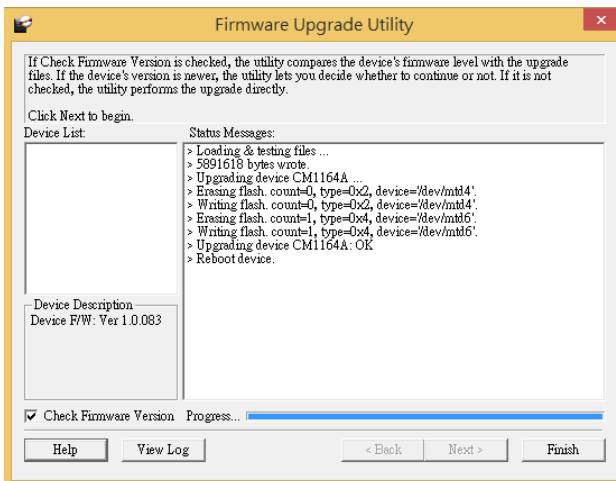 Firmware Upgrade Utility
If Check Firmware Version is checked, the utility compares the device's firmware level with the upgrade
files. If the device's version is newer, the utility lets you decide whether to continue or not. If it is not
checked, the utility performs the upgrade directly.
Click Next to begin.
Device List:
Status Messages:
> Loading & testing files ...
> 5891618 bytes wrote.
> Upgrading device CM1164A ...
> Erasing flash. count=0, type=0x2, device='/dev/mtd4'.
> Writing flash. count=0, type=0x2, device='/dev/mtd4'.
> Erasing flash. count=1, type=0x4, device='/dev/mtd6'.
> Writing flash. count=1, type=0x4, device='/dev/mtd6'.
> Upgrading device CM1164A: OK
> Reboot device.
Device Description
Device F/W: Ver 1.0.083
Check Firmware Version Progress...
Help View Log < Back Next > Finish